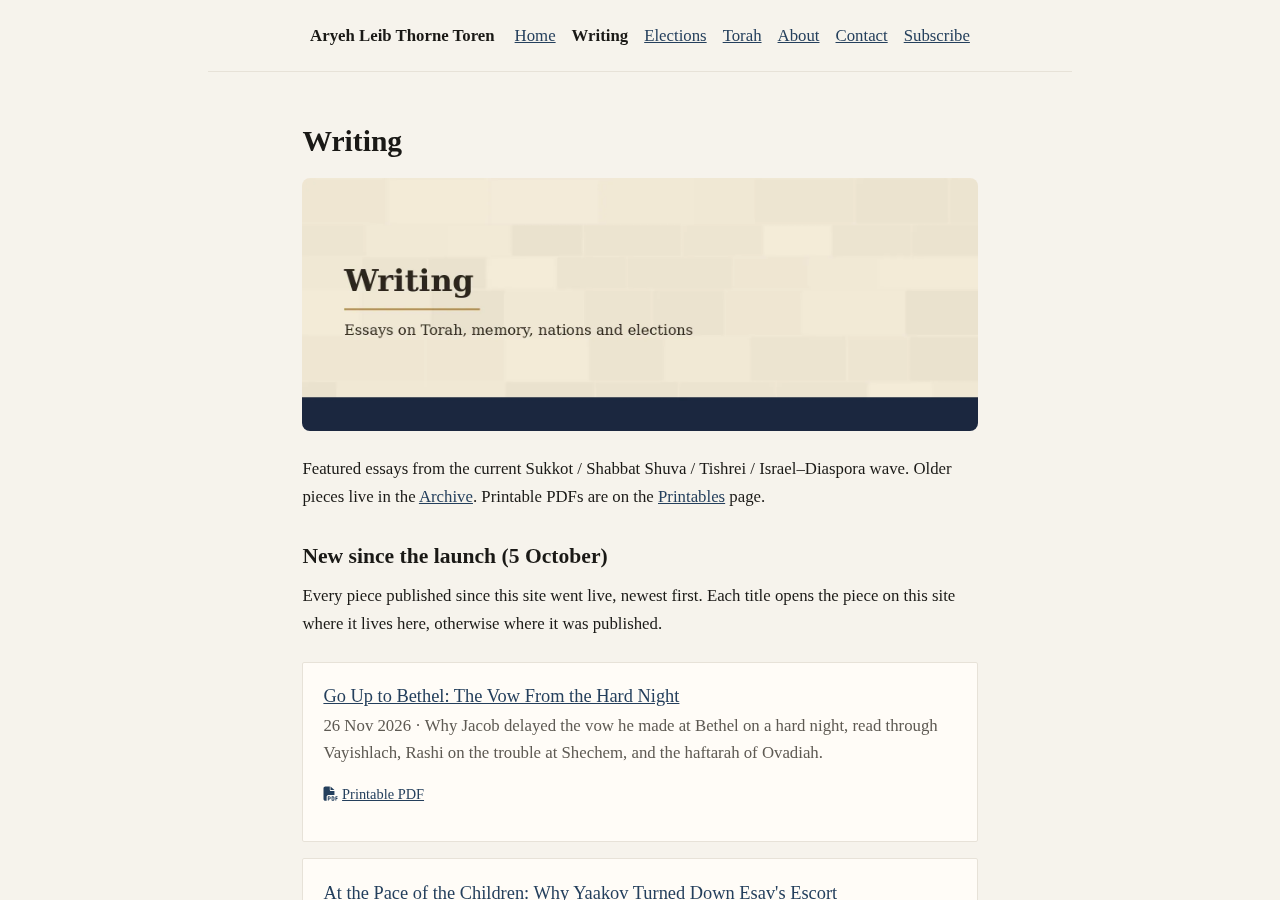 Aryeh Leib Thorne Toren Home Writing Elections Torah About Contact Subscribe
Writing
Writing
Essays on Torah, memory, nations and elections
Featured essays from the current Sukkot / Shabbat Shuva / Tishrei / Israel–Diaspora wave. Older
pieces live in the Archive. Printable PDFs are on the Printables page.
New since the launch (5 October)
Every piece published since this site went live, newest first. Each title opens the piece on this site
where it lives here, otherwise where it was published.
Go Up to Bethel: The Vow From the Hard Night
26 Nov 2026 · Why Jacob delayed the vow he made at Bethel on a hard night, read through
Vayishlach, Rashi on the trouble at Shechem, and the haftarah of Ovadiah.
PDF Printable PDF
At the Pace of the Children: Why Yaakov Turned Down Esav's Escort